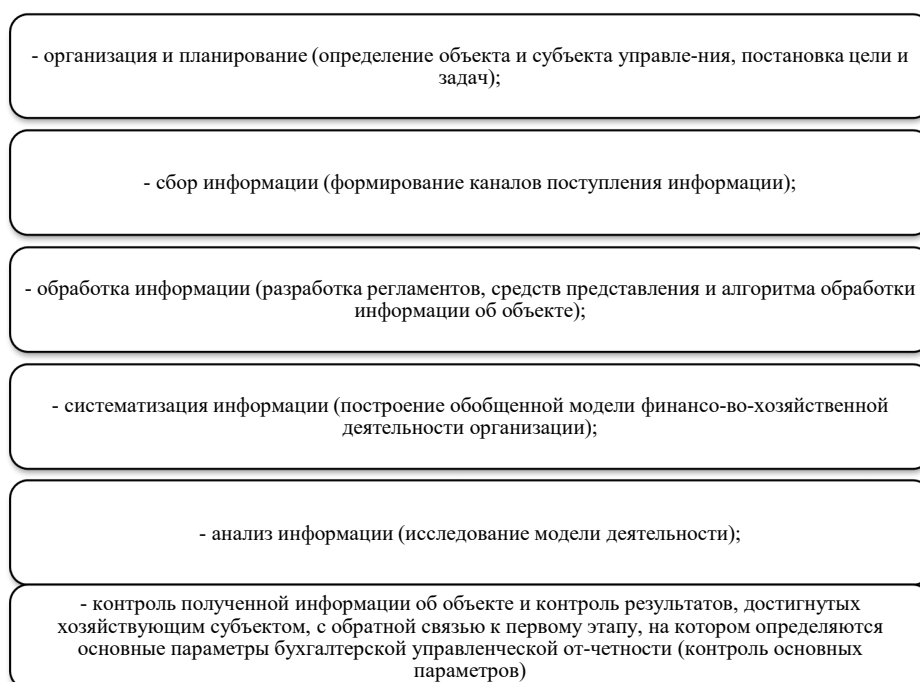 - организация и планирование (определение объекта и субъекта управле-ния, постановка цели и
задач);
- сбор информации (формирование каналов поступления информации);
- обработка информации (разработка регламентов, средств представления и алгоритма обработки
информации об объекте);
- систематизация информации (построение обобщенной модели финансо-во-хозяйственной
деятельности организации);
- анализ информации (исследование модели деятельности);
- контроль полученной информации об объекте и контроль результатов, достигнутых
хозяйствующим субъектом, с обратной связью к первому этапу, на котором определяются
основные параметры бухгалтерской управленческой от-четности (контроль основных
параметров)